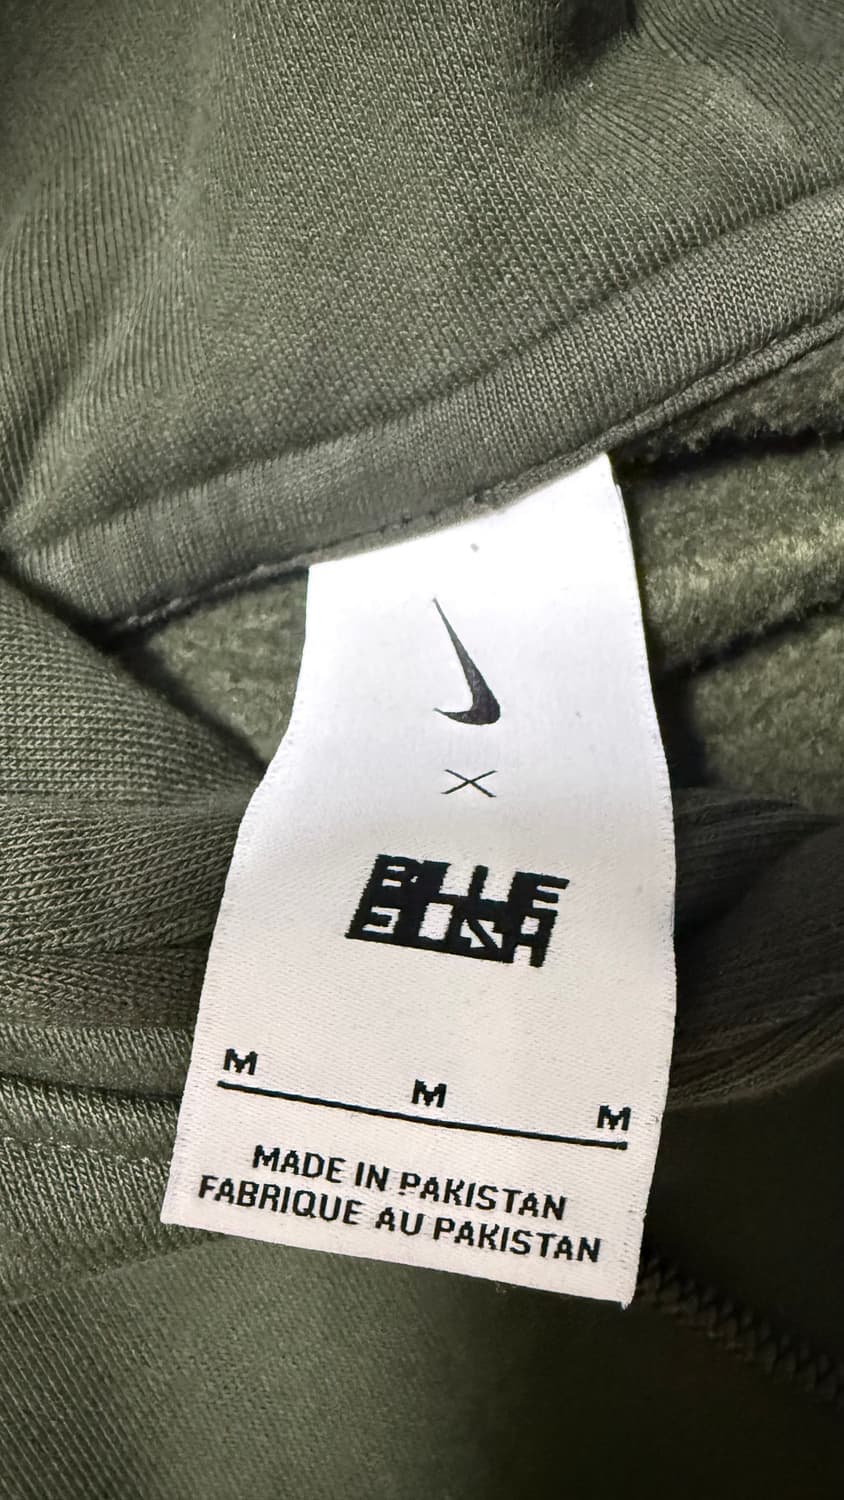 X
BILLIE
EILISH
M M M
MADE IN PAKISTAN
FABRIQUE AU PAKISTAN